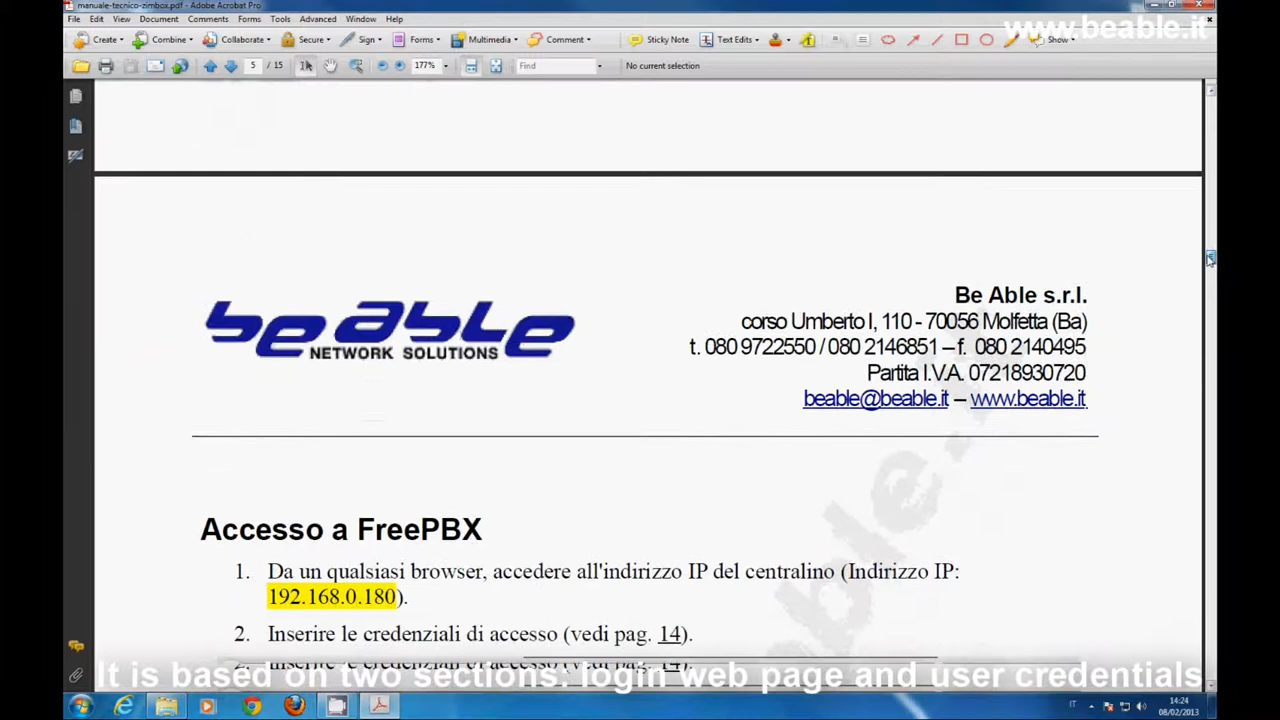 manuale-tecnico-zimbox.pdf - Adobe Acrobat Pro
www.beable.it
File Edit View Document Comments Forms Tools Advanced Window Help
Create Combine Collaborate Secure Sign Forms Multimedia Comment Sticky Note Text Edits Show
5 / 15 177% Find No current selection
be able
NETWORK SOLUTIONS
Be Able s.r.l.
corso Umberto I, 110 - 70056 Molfetta (Ba)
t. 080 9722550 / 080 2146851 – f. 080 2140495
Partita I.V.A. 07218930720
beable@beable.it – www.beable.it
Accesso a FreePBX
1. Da un qualsiasi browser, accedere all'indirizzo IP del centralino (Indirizzo IP:
192.168.0.180).
2. Inserire le credenziali di accesso (vedi pag. 14).
It is based on two sections: login web page and user credentials
IT 14:24
08/02/2013